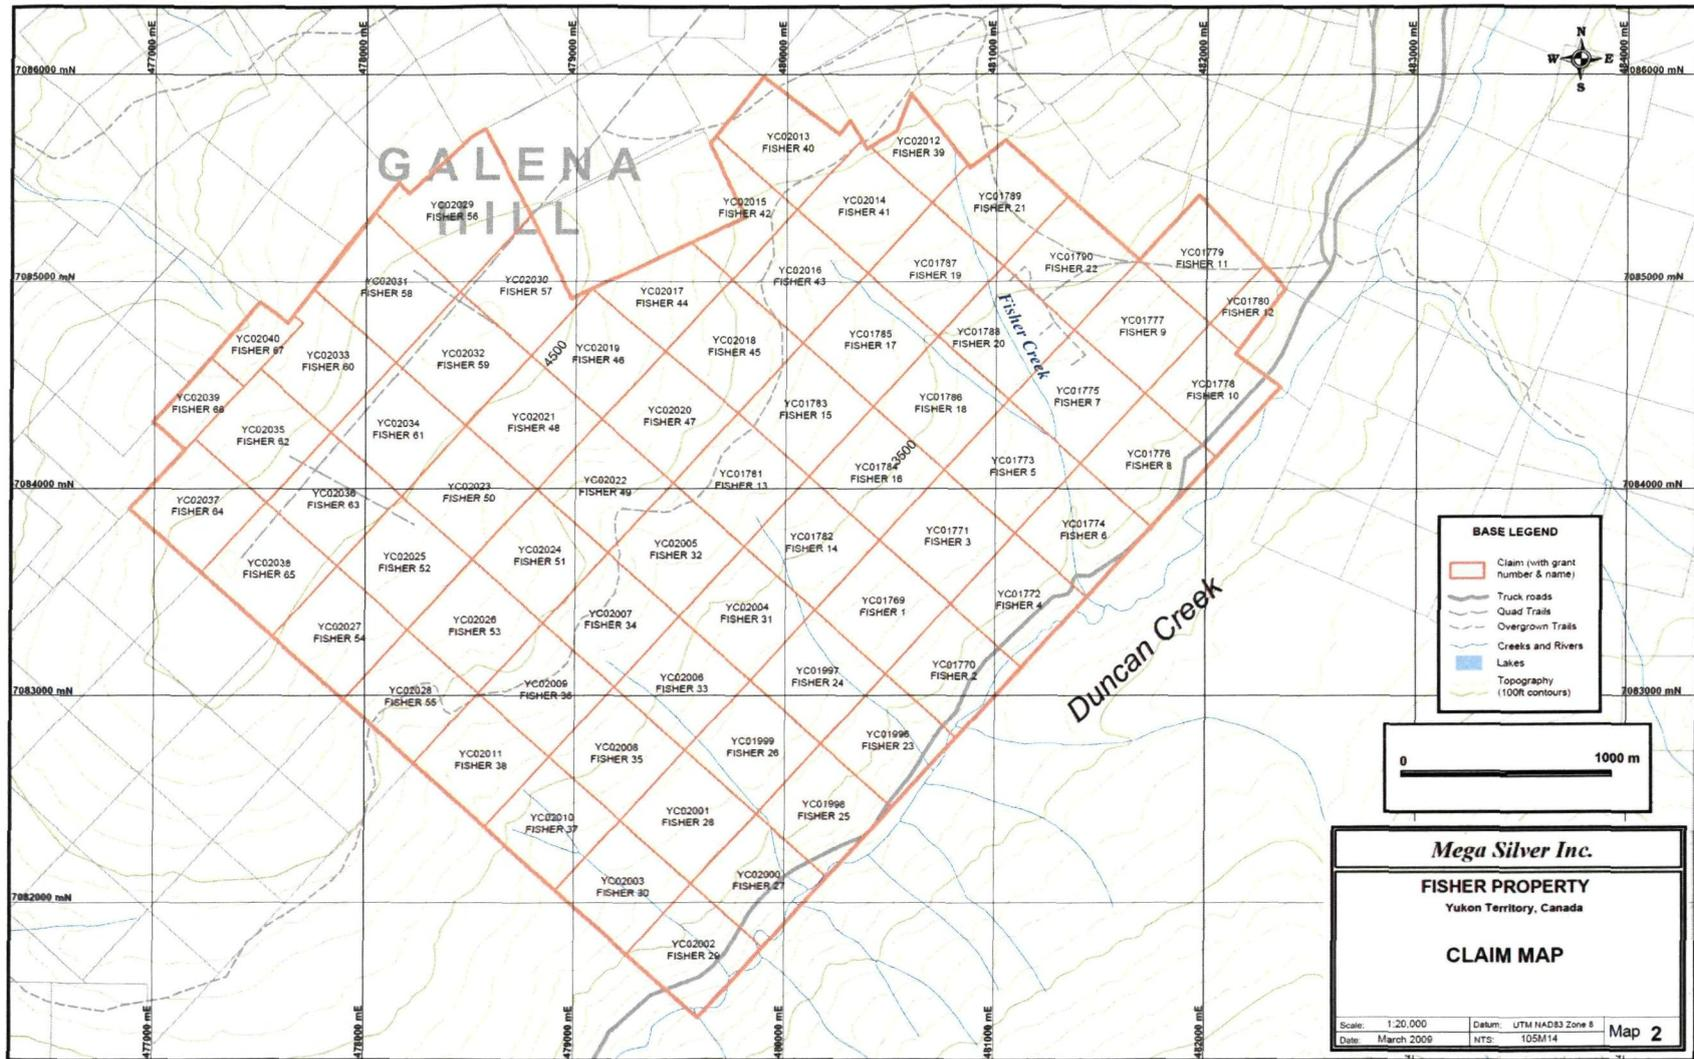 477000 mE
478000 mE
479000 mE
480000 mE
481000 mE
482000 mE
483000 mE
484000 mE
7086000 mN
7086000 mN
N
W E
S
GALENA
HILL
YC02013
FISHER 40
YC02012
FISHER 39
YC02029
FISHER 56
YC02015
FISHER 42
YC02014
FISHER 41
YC01789
FISHER 21
YC01779
FISHER 11
7085000 mN
7085000 mN
YC02031
FISHER 58
YC02030
FISHER 57
YC02017
FISHER 44
YC02016
FISHER 43
YC01787
FISHER 19
YC01790
FISHER 22
YC01780
FISHER 12
YC02040
FISHER 67
YC02033
FISHER 60
YC02032
FISHER 59
4500
YC02019
FISHER 46
YC02018
FISHER 45
YC01785
FISHER 17
YC01788
FISHER 20
Fisher Creek
YC01777
FISHER 9
YC02039
FISHER 66
YC02035
FISHER 62
YC02034
FISHER 61
YC02021
FISHER 48
YC02020
FISHER 47
YC01783
FISHER 15
YC01786
FISHER 18
YC01775
FISHER 7
YC01778
FISHER 10
7084000 mN
7084000 mN
YC02037
FISHER 64
YC02036
FISHER 63
YC02023
FISHER 50
YC02022
FISHER 49
YC01781
FISHER 13
YC01784
FISHER 16
3500
YC01773
FISHER 5
YC01776
FISHER 8
YC02038
FISHER 65
YC02025
FISHER 52
YC02024
FISHER 51
YC02005
FISHER 32
YC01782
FISHER 14
YC01771
FISHER 3
YC01774
FISHER 6
YC02027
FISHER 54
YC02026
FISHER 53
YC02007
FISHER 34
YC02004
FISHER 31
YC01769
FISHER 1
YC01772
FISHER 4
Duncan Creek
7083000 mN
7083000 mN
YC02028
FISHER 55
YC02009
FISHER 36
YC02006
FISHER 33
YC01997
FISHER 24
YC01770
FISHER 2
YC02011
FISHER 38
YC02008
FISHER 35
YC01999
FISHER 26
YC01996
FISHER 23
YC02010
FISHER 37
YC02001
FISHER 28
YC01998
FISHER 25
7082000 mN
YC02003
FISHER 30
YC02000
FISHER 27
YC02002
FISHER 29
477000 mE
478000 mE
479000 mE
480000 mE
481000 mE
482000 mE
BASE LEGEND
Claim (with grant
number & name)
Truck roads
Quad Trails
Overgrown Trails
Creeks and Rivers
Lakes
Topography
(100ft contours)
0 1000 m
Mega Silver Inc.
FISHER PROPERTY
Yukon Territory, Canada
CLAIM MAP
Scale: 1:20,000 Datum: UTM NAD83 Zone 8
Date: March 2009 NTS: 105M14
Map 2